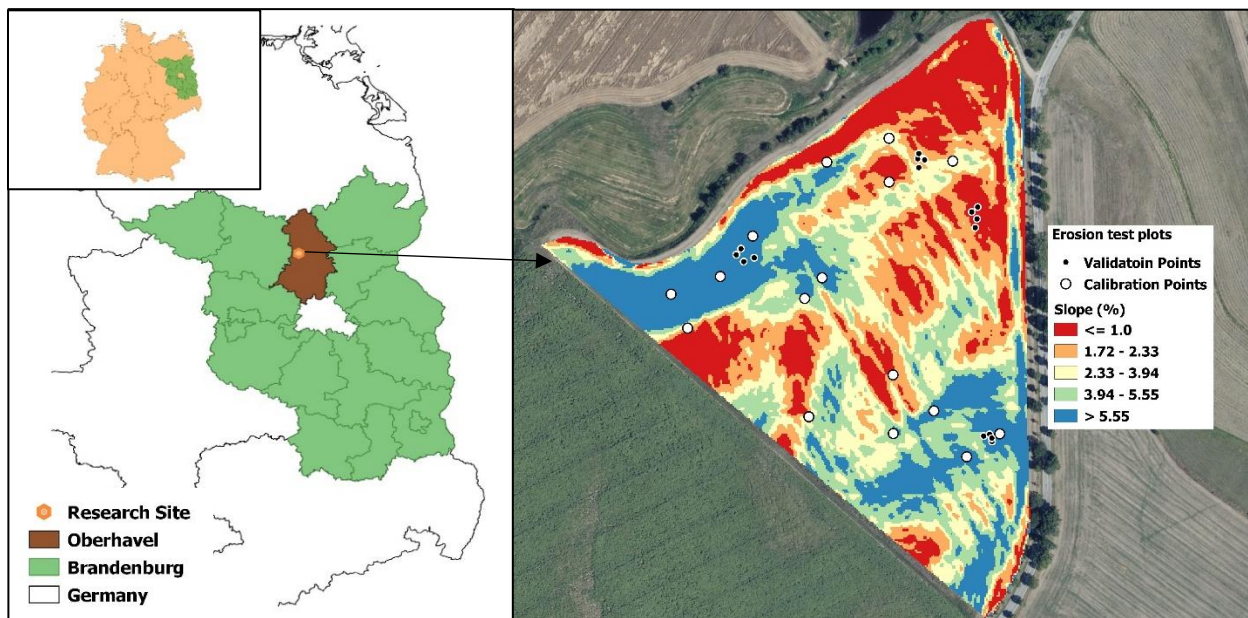 Research Site
Oberhavel
Brandenburg
Germany
Erosion test plots
Validatoin Points
Calibration Points
Slope (%)
<= 1.0
1.72 - 2.33
2.33 - 3.94
3.94 - 5.55
> 5.55